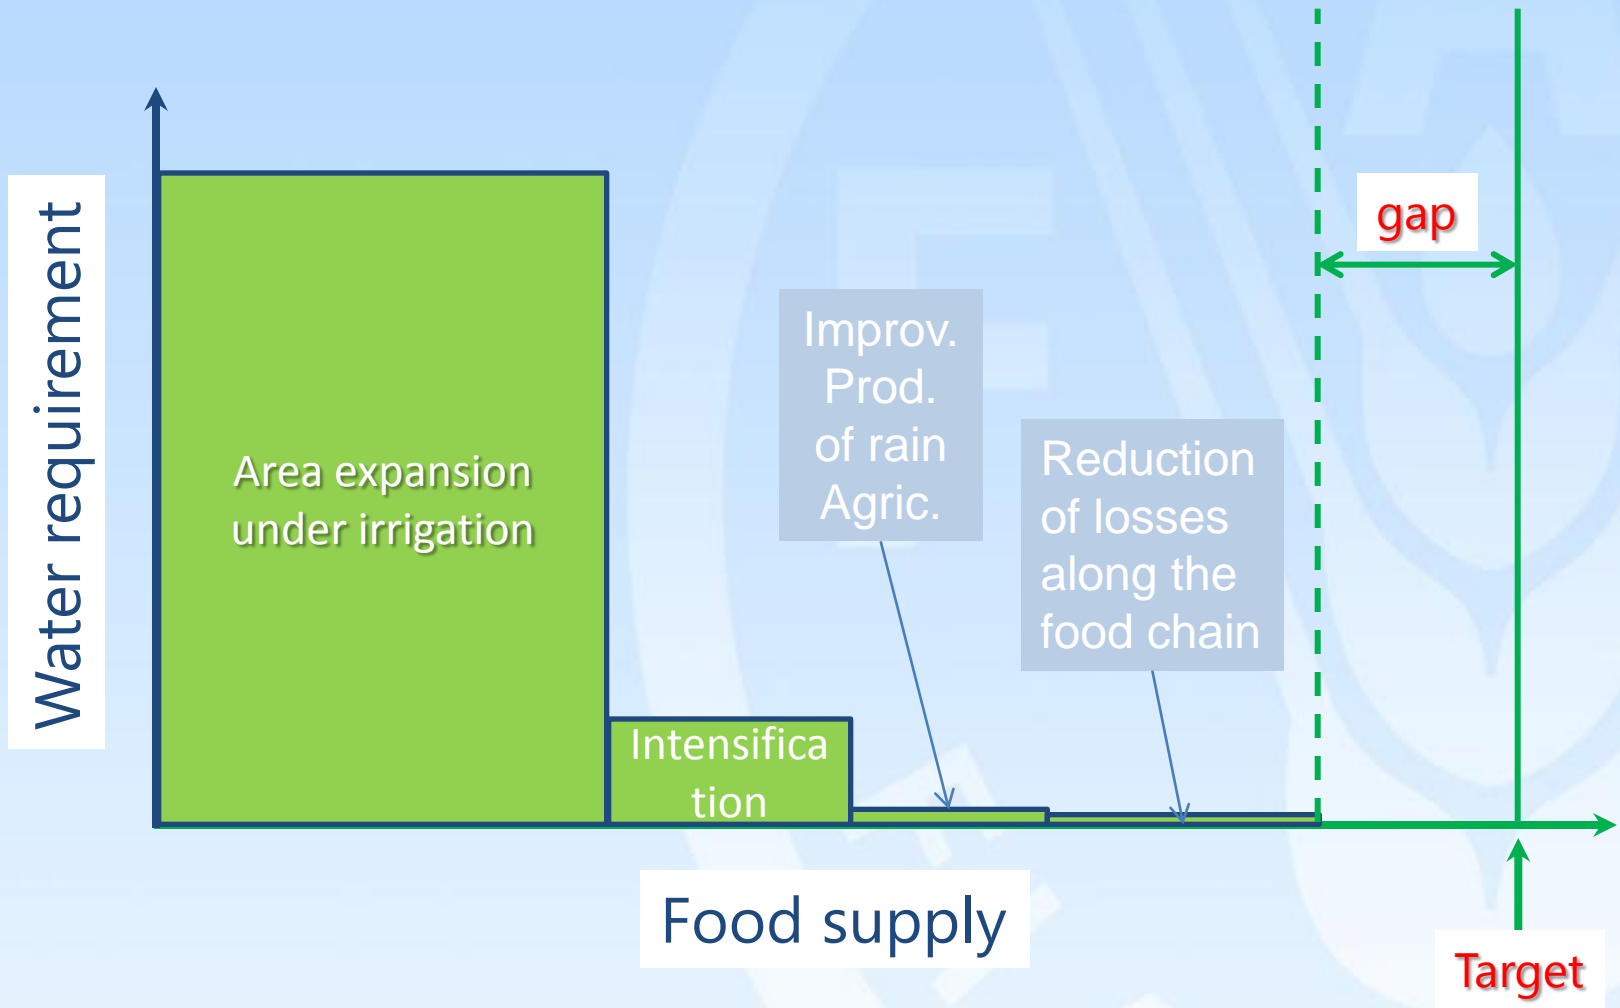 Water requirement
Area expansion
under irrigation
Intensifica
tion
Improv.
Prod.
of rain
Agric.
Reduction
of losses
along the
food chain
gap
Food supply
Target